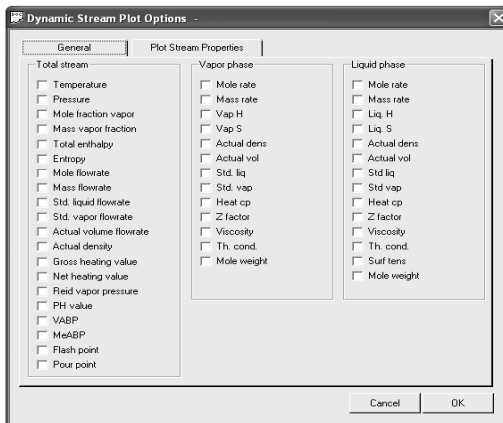 Dynamic Stream Plot Options -
General
Plot Stream Properties
Total stream
Temperature
Pressure
Mole fraction vapor
Mass vapor fraction
Total enthalpy
Entropy
Mole flowrate
Mass flowrate
Std. liquid flowrate
Std. vapor flowrate
Actual volume flowrate
Actual density
Gross heating value
Net heating value
Reid vapor pressure
PH value
VABP
MeABP
Flash point
Pour point
Vapor phase
Mole rate
Mass rate
Vap H
Vap S
Actual dens
Actual vol
Std. liq
Std. vap
Heat cp
Z factor
Viscosity
Th. cond.
Mole weight
Liquid phase
Mole rate
Mass rate
Liq. H
Liq. S
Actual dens
Actual vol
Std liq
Std vap
Heat cp
Z factor
Viscosity
Th. cond.
Surf tens
Mole weight
Cancel
OK